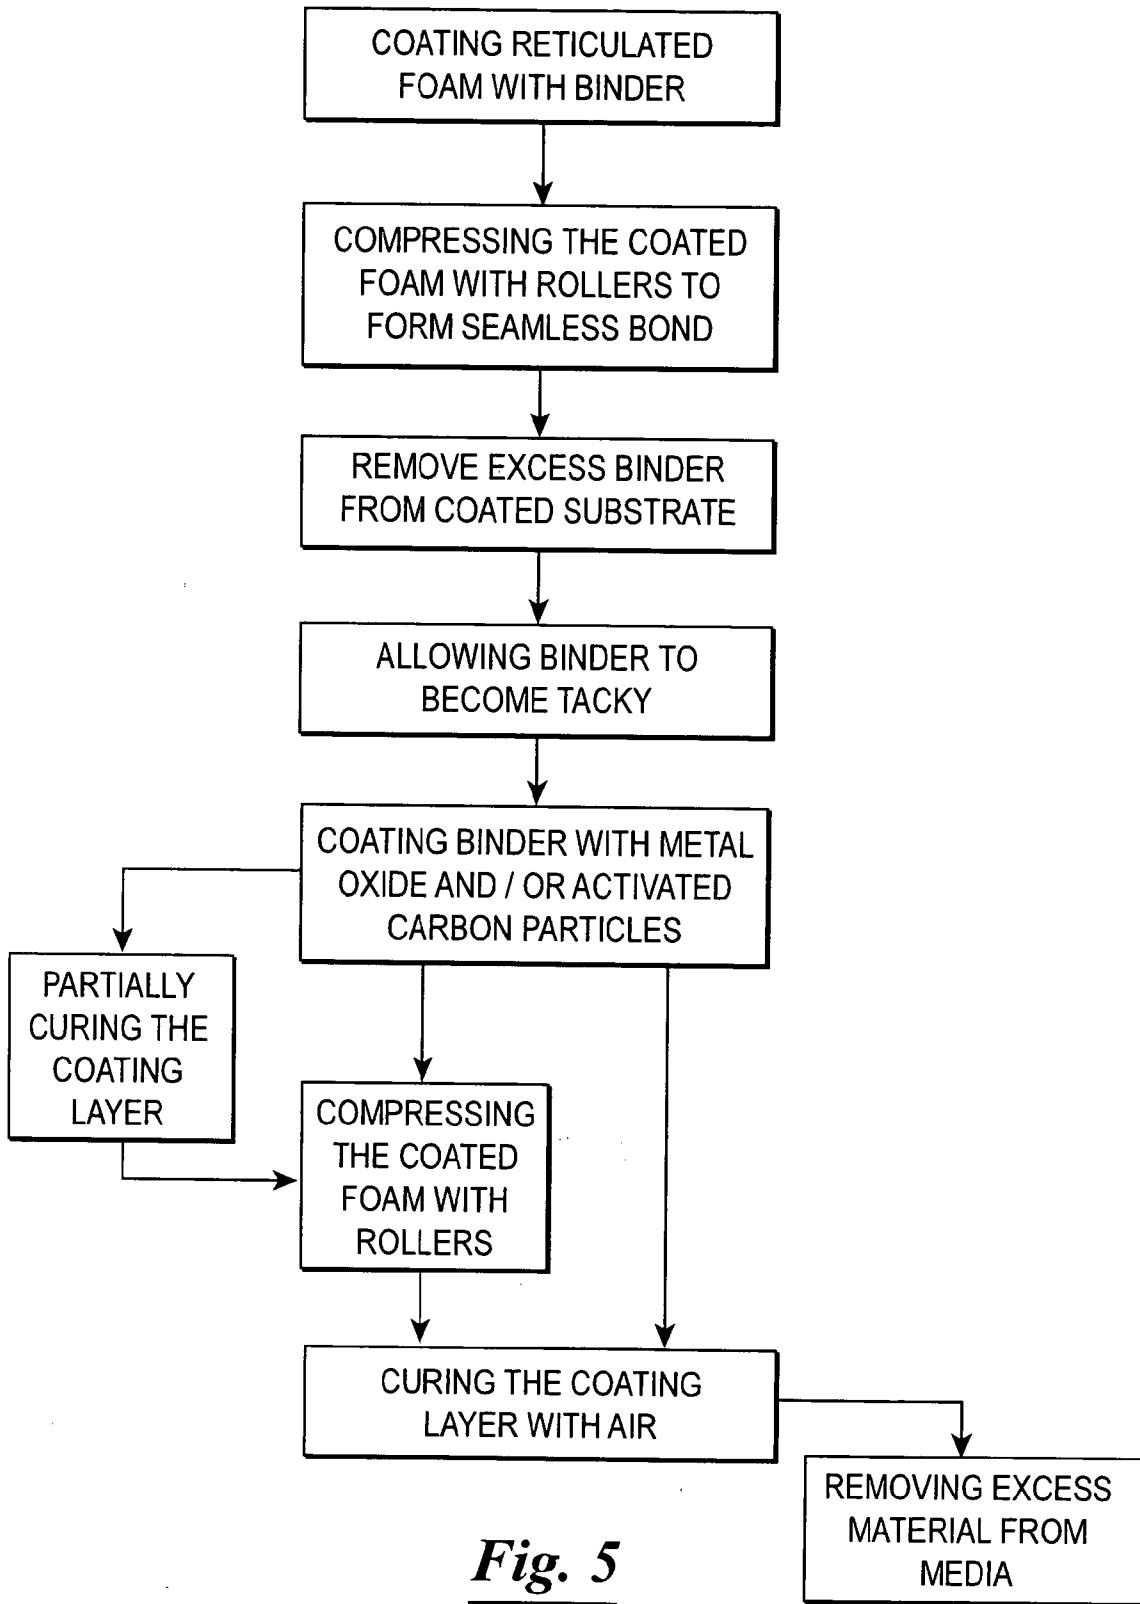 COATING RETICULATED
FOAM WITH BINDER
COMPRESSING THE COATED
FOAM WITH ROLLERS TO
FORM SEAMLESS BOND
REMOVE EXCESS BINDER
FROM COATED SUBSTRATE
ALLOWING BINDER TO
BECOME TACKY
COATING BINDER WITH METAL
OXIDE AND / OR ACTIVATED
CARBON PARTICLES
PARTIALLY
CURING THE
COATING
LAYER
COMPRESSING
THE COATED
FOAM WITH
ROLLERS
CURING THE COATING
LAYER WITH AIR
REMOVING EXCESS
MATERIAL FROM
MEDIA
Fig. 5